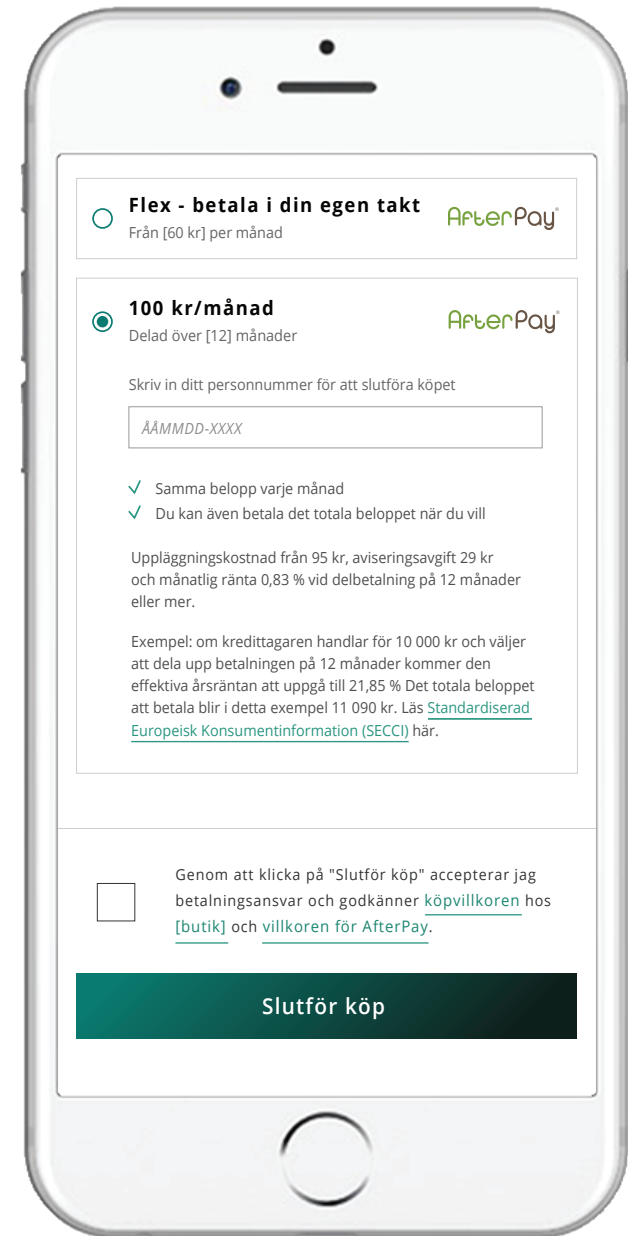 Flex - betala i din egen takt
AfterPay
Från [60 kr] per månad
100 kr/månad
AfterPay
Delad över [12] månader
Skriv in ditt personnummer för att slutföra köpet
ÅÅMMDD-XXXX
Samma belopp varje månad
Du kan även betala det totala beloppet när du vill
Uppläggningskostnad från 95 kr, aviseringsavgift 29 kr
och månatlig ränta 0,83 % vid delbetalning på 12 månader
eller mer.
Exempel: om kredittagaren handlar för 10 000 kr och väljer
att dela upp betalningen på 12 månader kommer den
effektiva årsräntan att uppgå till 21,85 % Det totala beloppet
att betala blir i detta exempel 11 090 kr. Läs Standardiserad
Europeisk Konsumentinformation (SECCI) här.
Genom att klicka på "Slutför köp" accepterar jag
betalningsansvar och godkänner köpvillkoren hos
[butik] och villkoren för AfterPay.
Slutför köp